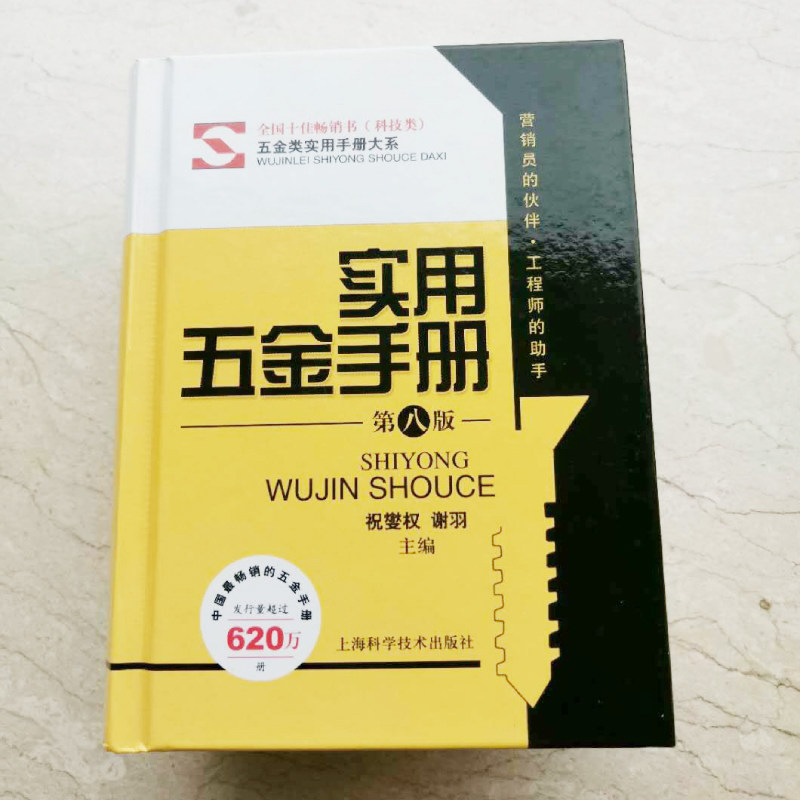 全国十佳畅销书（科技类）
五金类实用手册大系
WUJINLEI SHIYONG SHOUCE DAXI
营销员的伙伴·工程师的助手
实用
五金手册
第八版
SHIYONG
WUJIN SHOUCE
祝燮权 谢羽
主编
中国最畅销的五金手册
发行量超过
620万
册
上海科学技术出版社